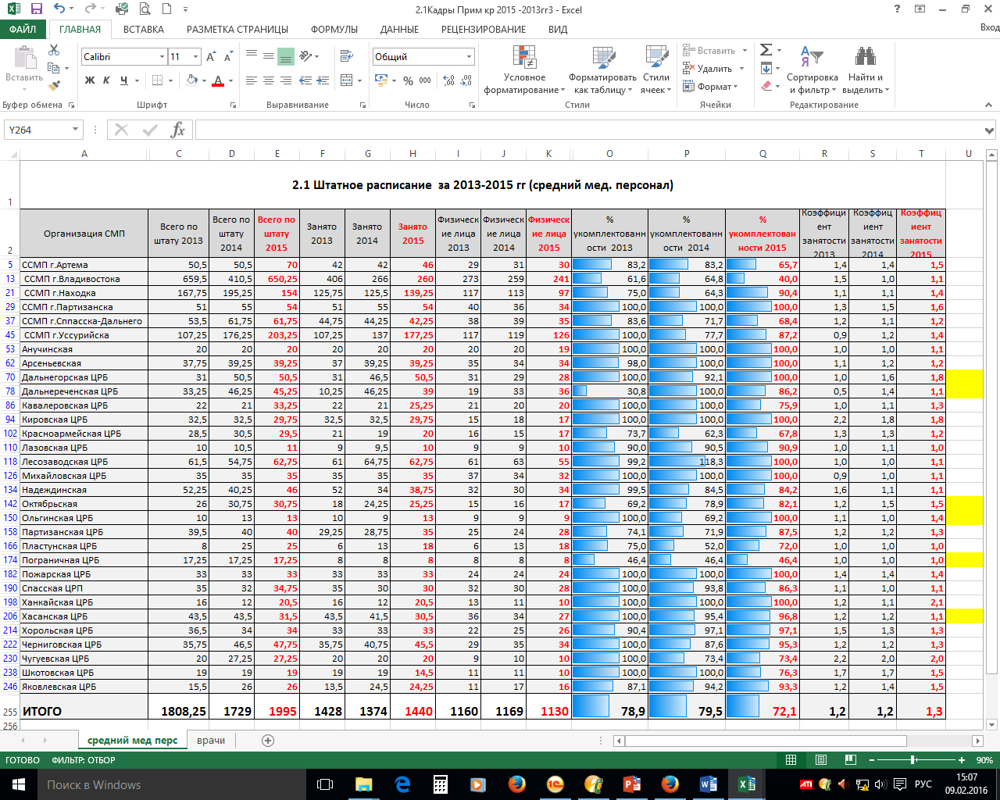 2.1Кадры Прим кр 2015 -2013гг3 - Excel
ФАЙЛ ГЛАВНАЯ ВСТАВКА РАЗМЕТКА СТРАНИЦЫ ФОРМУЛЫ ДАННЫЕ РЕЦЕНЗИРОВАНИЕ ВИД Вход
Вставить
Буфер обмена
Calibri 11
Ж К Ч
Шрифт
Выравнивание
Общий
% 000
Число
Условное форматирование
Форматировать как таблицу
Стили ячеек
Стили
Вставить
Удалить
Формат
Ячейки
Сортировка и фильтр
Найти и выделить
Редактирование
Y264
A C D E F G H I J K O P Q R S T U
1 2.1 Штатное расписание за 2013-2015 гг (средний мед. персонал)
2 Организация СМП Всего по штату 2013 Всего по штату 2014 Всего по штату 2015 Занято 2013 Занято 2014 Занято 2015 Физические лица 2013 Физические лица 2014 Физические лица 2015 % укомплектованности 2013 % укомплектованности 2014 % укомплектованности 2015 Коэффициент занятости 2013 Коэффициент занятости 2014 Коэффициент занятости 2015
5 ССМП г.Артема 50,5 50,5 70 42 42 46 29 31 30 83,2 83,2 65,7 1,4 1,4 1,5
13 ССМП г.Владивостока 659,5 410,5 650,25 406 266 260 273 259 241 61,6 64,8 40,0 1,5 1,0 1,1
21 ССМП г.Находка 167,75 195,25 154 125,75 125,5 139,25 117 113 97 75,0 64,3 90,4 1,1 1,1 1,4
29 ССМП г.Партизанска 51 55 54 51 55 54 40 36 34 100,0 100,0 100,0 1,3 1,5 1,6
37 ССМП г.Сппасска-Дальнего 53,5 61,75 61,75 44,75 44,25 42,25 38 39 35 83,6 71,7 68,4 1,2 1,1 1,2
45 ССМП г.Уссурийска 107,25 176,25 203,25 107,25 137 177,25 117 119 126 100,0 77,7 87,2 0,9 1,2 1,4
53 Анучинская 20 20 20 20 20 20 20 20 19 100,0 100,0 100,0 1,0 1,0 1,1
62 Арсеньевская 37,75 39,25 39,25 37 39,25 39,25 35 34 34 98,0 100,0 100,0 1,1 1,2 1,2
70 Дальнегорская ЦРБ 31 50,5 50,5 31 46,5 50,5 31 29 28 100,0 92,1 100,0 1,0 1,6 1,8
78 Дальнереченская ЦРБ 33,25 46,25 45,25 10,25 46,25 39 19 33 36 30,8 100,0 86,2 0,5 1,4 1,1
86 Кавалеровская ЦРБ 22 21 33,25 22 21 25,25 21 20 20 100,0 100,0 75,9 1,0 1,1 1,3
94 Кировская ЦРБ 32,5 32,5 29,75 32,5 32,5 29,75 15 18 17 100,0 100,0 100,0 2,2 1,8 1,8
102 Красноармейская ЦРБ 28,5 30,5 29,5 21 19 20 16 15 17 73,7 62,3 67,8 1,3 1,3 1,2
110 Лазовская ЦРБ 10 10,5 11 9 9,5 10 9 9 10 90,0 90,5 90,9 1,0 1,1 1,0
118 Лесозаводская ЦРБ 61,5 54,75 62,75 61 64,75 62,75 61 63 55 99,2 118,3 100,0 1,0 1,0 1,1
126 Михайловская ЦРБ 35 35 35 35 35 35 37 34 32 100,0 100,0 100,0 0,9 1,0 1,1
134 Надеждинская 52,25 40,25 46 52 34 38,75 32 30 34 99,5 84,5 84,2 1,6 1,1 1,1
142 Октябрьская 26 30,75 30,75 18 24,25 25,25 15 16 17 69,2 78,9 82,1 1,2 1,5 1,5
150 Ольгинская ЦРБ 10 13 13 10 9 13 9 9 9 100,0 69,2 100,0 1,1 1,0 1,4
158 Партизанская ЦРБ 39,5 40 40 29,25 28,75 35 25 24 28 74,1 71,9 87,5 1,2 1,2 1,3
166 Пластунская ЦРБ 8 25 25 6 13 18 6 13 18 75,0 52,0 72,0 1,0 1,0 1,0
174 Пограничная ЦРБ 17,25 17,25 17,25 8 8 8 8 8 8 46,4 46,4 46,4 1,0 1,0 1,0
182 Пожарская ЦРБ 33 33 33 33 33 33 24 24 24 100,0 100,0 100,0 1,4 1,4 1,4
190 Спасская ЦРП 35 32 34,75 35 30 30 32 30 28 100,0 93,8 86,3 1,1 1,0 1,1
198 Ханкайская ЦРБ 16 12 20,5 16 12 20,5 13 11 10 100,0 100,0 100,0 1,2 1,1 2,1
206 Хасанская ЦРБ 43,5 43,5 31,5 43,5 41,5 30,5 36 34 27 100,0 95,4 96,8 1,2 1,2 1,1
214 Хорольская ЦРБ 36,5 34 34 33 33 33 22 25 26 90,4 97,1 97,1 1,5 1,3 1,3
222 Черниговская ЦРБ 35,75 46,5 47,75 35,75 40,75 45,5 29 35 34 100,0 87,6 95,3 1,2 1,2 1,3
230 Чугуевская ЦРБ 20 27,25 27,25 20 20 20 9 10 10 100,0 73,4 73,4 2,2 2,0 2,0
238 Шкотовская ЦРБ 19 19 19 19 19 14,5 11 11 10 100,0 100,0 76,3 1,7 1,7 1,5
246 Яковлевская ЦРБ 15,5 26 26 13,5 24,5 24,25 11 17 16 87,1 94,2 93,3 1,2 1,4 1,5
255 ИТОГО 1808,25 1729 1995 1428 1374 1440 1160 1169 1130 78,9 79,5 72,1 1,2 1,2 1,3
256
средний мед перс врачи
ГОТОВО ФИЛЬТР: ОТБОР 90%
Поиск в Windows РУС 15:07
09.02.2016